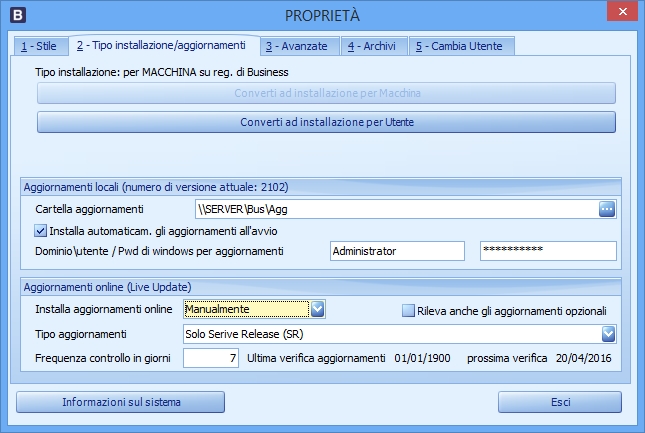 B PROPRIETÀ
1 - Stile 2 - Tipo installazione/aggiornamenti 3 - Avanzate 4 - Archivi 5 - Cambia Utente
Tipo installazione: per MACCHINA su reg. di Business
Converti ad installazione per Macchina
Converti ad installazione per Utente
Aggiornamenti locali (numero di versione attuale: 2102)
Cartella aggiornamenti \\SERVER\Bus\Agg ...
Installa automaticam. gli aggiornamenti all'avvio
Dominio\utente / Pwd di windows per aggiornamenti Administrator **********
Aggiornamenti online (Live Update)
Installa aggiornamenti online Manualmente Rileva anche gli aggiornamenti opzionali
Tipo aggiornamenti Solo Serive Release (SR)
Frequenza controllo in giorni 7 Ultima verifica aggiornamenti 01/01/1900 prossima verifica 20/04/2016
Informazioni sul sistema Esci